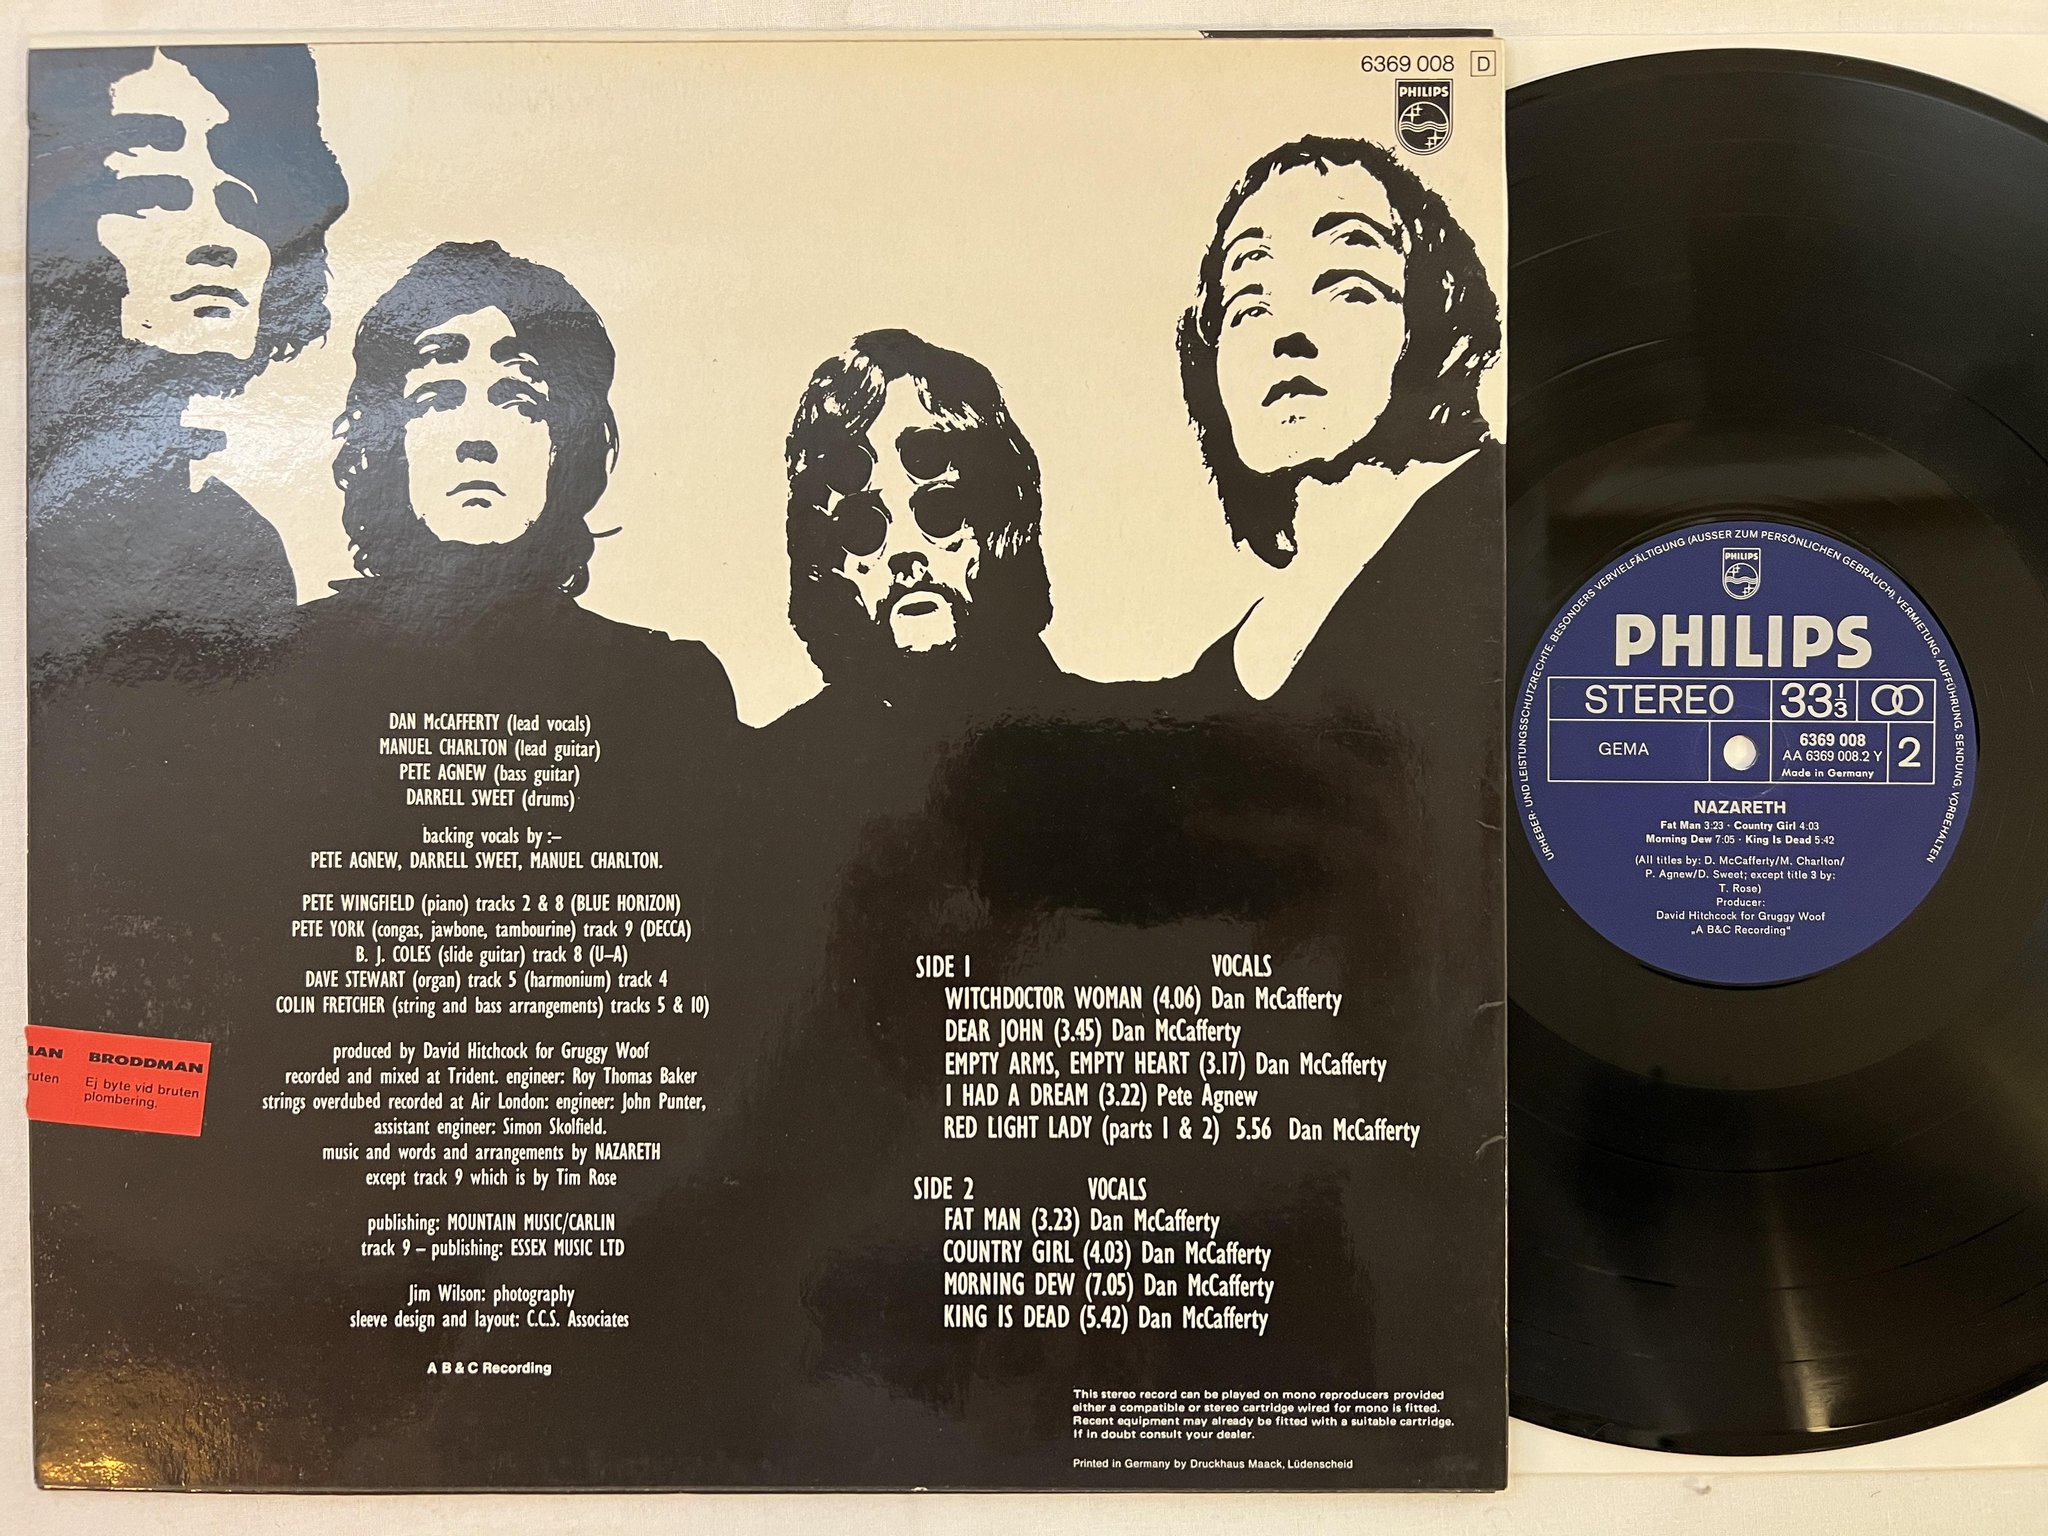 6369 008 D
PHILIPS
DAN McCAFFERTY (lead vocals)
MANUEL CHARLTON (lead guitar)
PETE AGNEW (bass guitar)
DARRELL SWEET (drums)
backing vocals by :–
PETE AGNEW, DARRELL SWEET, MANUEL CHARLTON.
PETE WINGFIELD (piano) tracks 2 & 8 (BLUE HORIZON)
PETE YORK (congas, jawbone, tambourine) track 9 (DECCA)
B. J. COLES (slide guitar) track 8 (U–A)
DAVE STEWART (organ) track 5 (harmonium) track 4
COLIN FRETCHER (string and bass arrangements) tracks 5 & 10)
produced by David Hitchcock for Gruggy Woof
recorded and mixed at Trident. engineer: Roy Thomas Baker
strings overdubed recorded at Air London: engineer: John Punter,
assistant engineer: Simon Skolfield.
music and words and arrangements by NAZARETH
except track 9 which is by Tim Rose
publishing: MOUNTAIN MUSIC/CARLIN
track 9 – publishing: ESSEX MUSIC LTD
Jim Wilson: photography
sleeve design and layout: C.C.S. Associates
A B & C Recording
BRODDMAN
Ej byte vid bruten
plombering.
SIDE 1 VOCALS
WITCHDOCTOR WOMAN (4.06) Dan McCafferty
DEAR JOHN (3.45) Dan McCafferty
EMPTY ARMS, EMPTY HEART (3.17) Dan McCafferty
I HAD A DREAM (3.22) Pete Agnew
RED LIGHT LADY (parts 1 & 2) 5.56 Dan McCafferty
SIDE 2 VOCALS
FAT MAN (3.23) Dan McCafferty
COUNTRY GIRL (4.03) Dan McCafferty
MORNING DEW (7.05) Dan McCafferty
KING IS DEAD (5.42) Dan McCafferty
This stereo record can be played on mono reproducers provided
either a compatible or stereo cartridge wired for mono is fitted.
Recent equipment may already be fitted with a suitable cartridge.
If in doubt consult your dealer.
Printed in Germany by Druckhaus Maack, Lüdenscheid
URHEBER- UND LEISTUNGSSCHUTZRECHTE, BESONDERS VERVIELFÄLTIGUNG (AUSSER ZUM PERSÖNLICHEN GEBRAUCH), VERMIETUNG, AUFFÜHRUNG, SENDUNG, VORBEHALTEN
PHILIPS
PHILIPS
STEREO 33 1/3
GEMA
6369 008
AA 6369 008.2 Y
Made in Germany
2
NAZARETH
Fat Man 3:23 · Country Girl 4:03
Morning Dew 7:05 · King Is Dead 5:42
(All titles by: D. McCafferty/M. Charlton/
P. Agnew/D. Sweet; except title 3 by:
T. Rose)
Producer:
David Hitchcock for Gruggy Woof
„A B&C Recording"